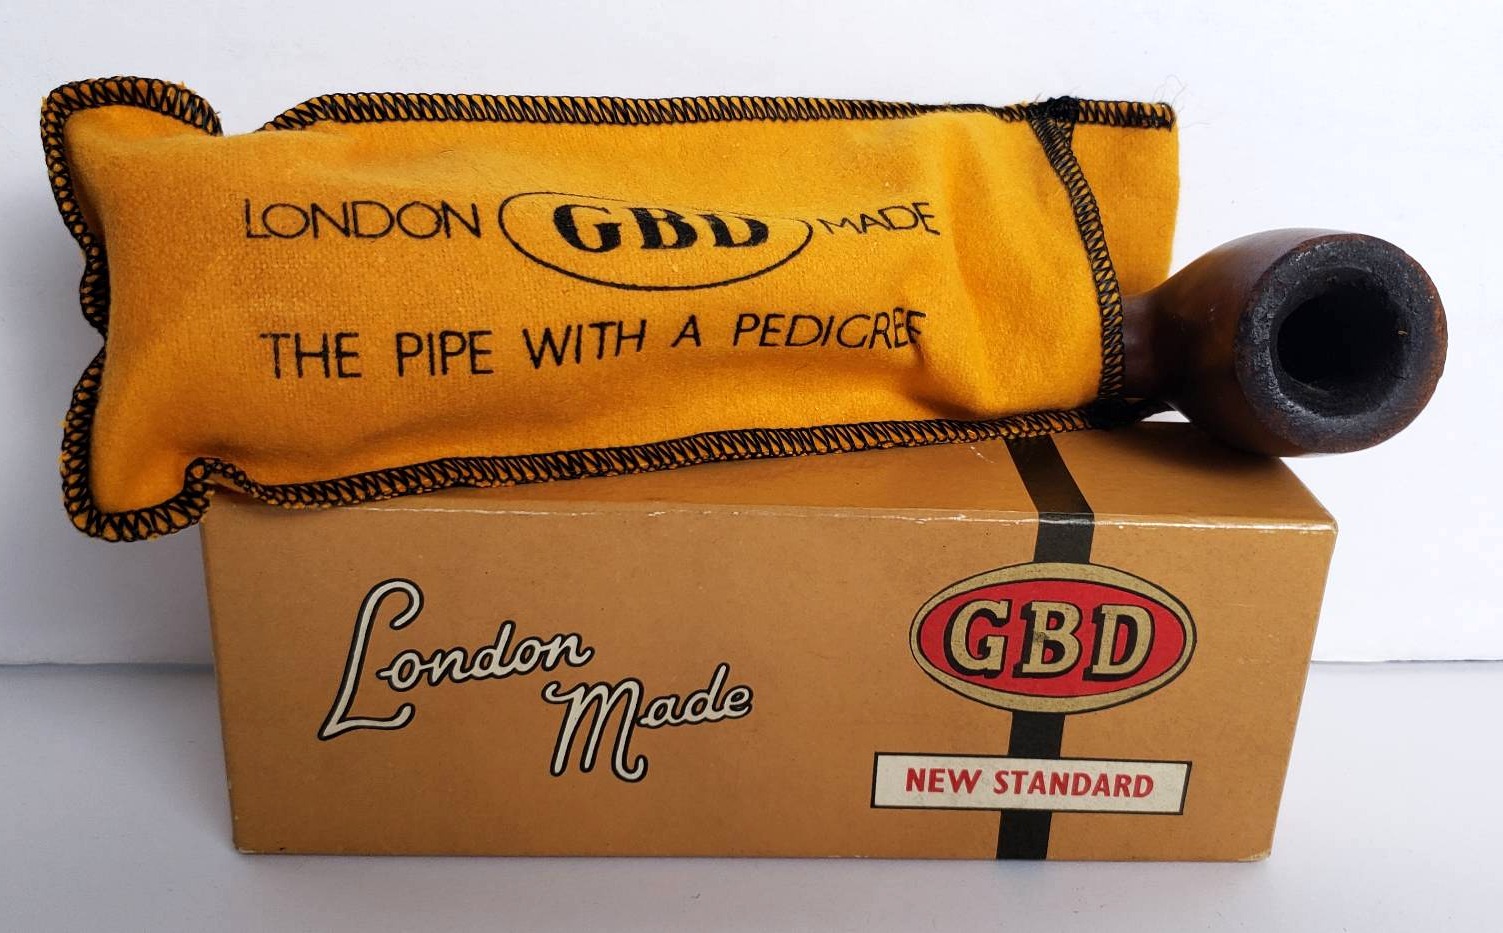 LONDON GBD MADE
THE PIPE WITH A PEDIGREE
London
Made
GBD
NEW STANDARD